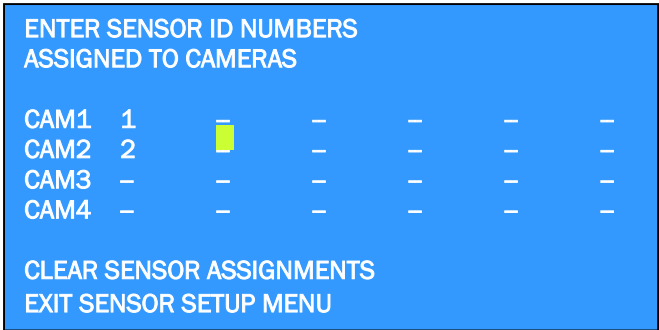 ENTER SENSOR ID NUMBERS
ASSIGNED TO CAMERAS
CAM1 1 – – – – –
CAM2 2 – – – – –
CAM3 – – – – – –
CAM4 – – – – – –
CLEAR SENSOR ASSIGNMENTS
EXIT SENSOR SETUP MENU